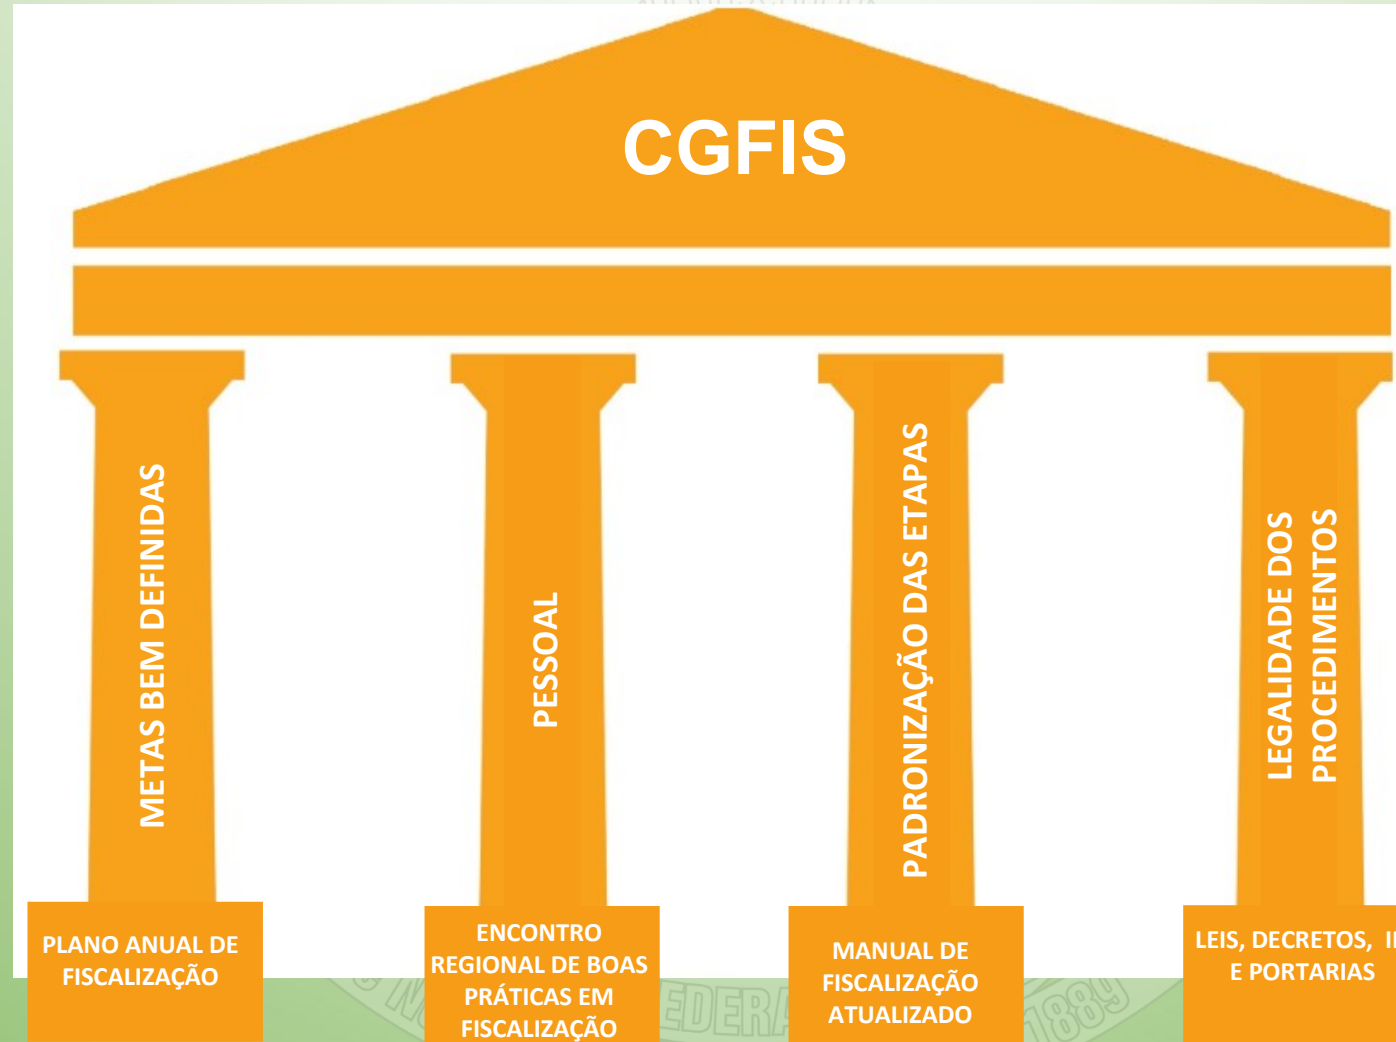 CGFIS
METAS BEM DEFINIDAS
PESSOAL
PADRONIZAÇÃO DAS ETAPAS
LEGALIDADE DOS
PROCEDIMENTOS
PLANO ANUAL DE
FISCALIZAÇÃO
ENCONTRO
REGIONAL DE BOAS
PRÁTICAS EM
FISCALIZAÇÃO
MANUAL DE
FISCALIZAÇÃO
ATUALIZADO
LEIS, DECRETOS,
E PORTARIAS
1889